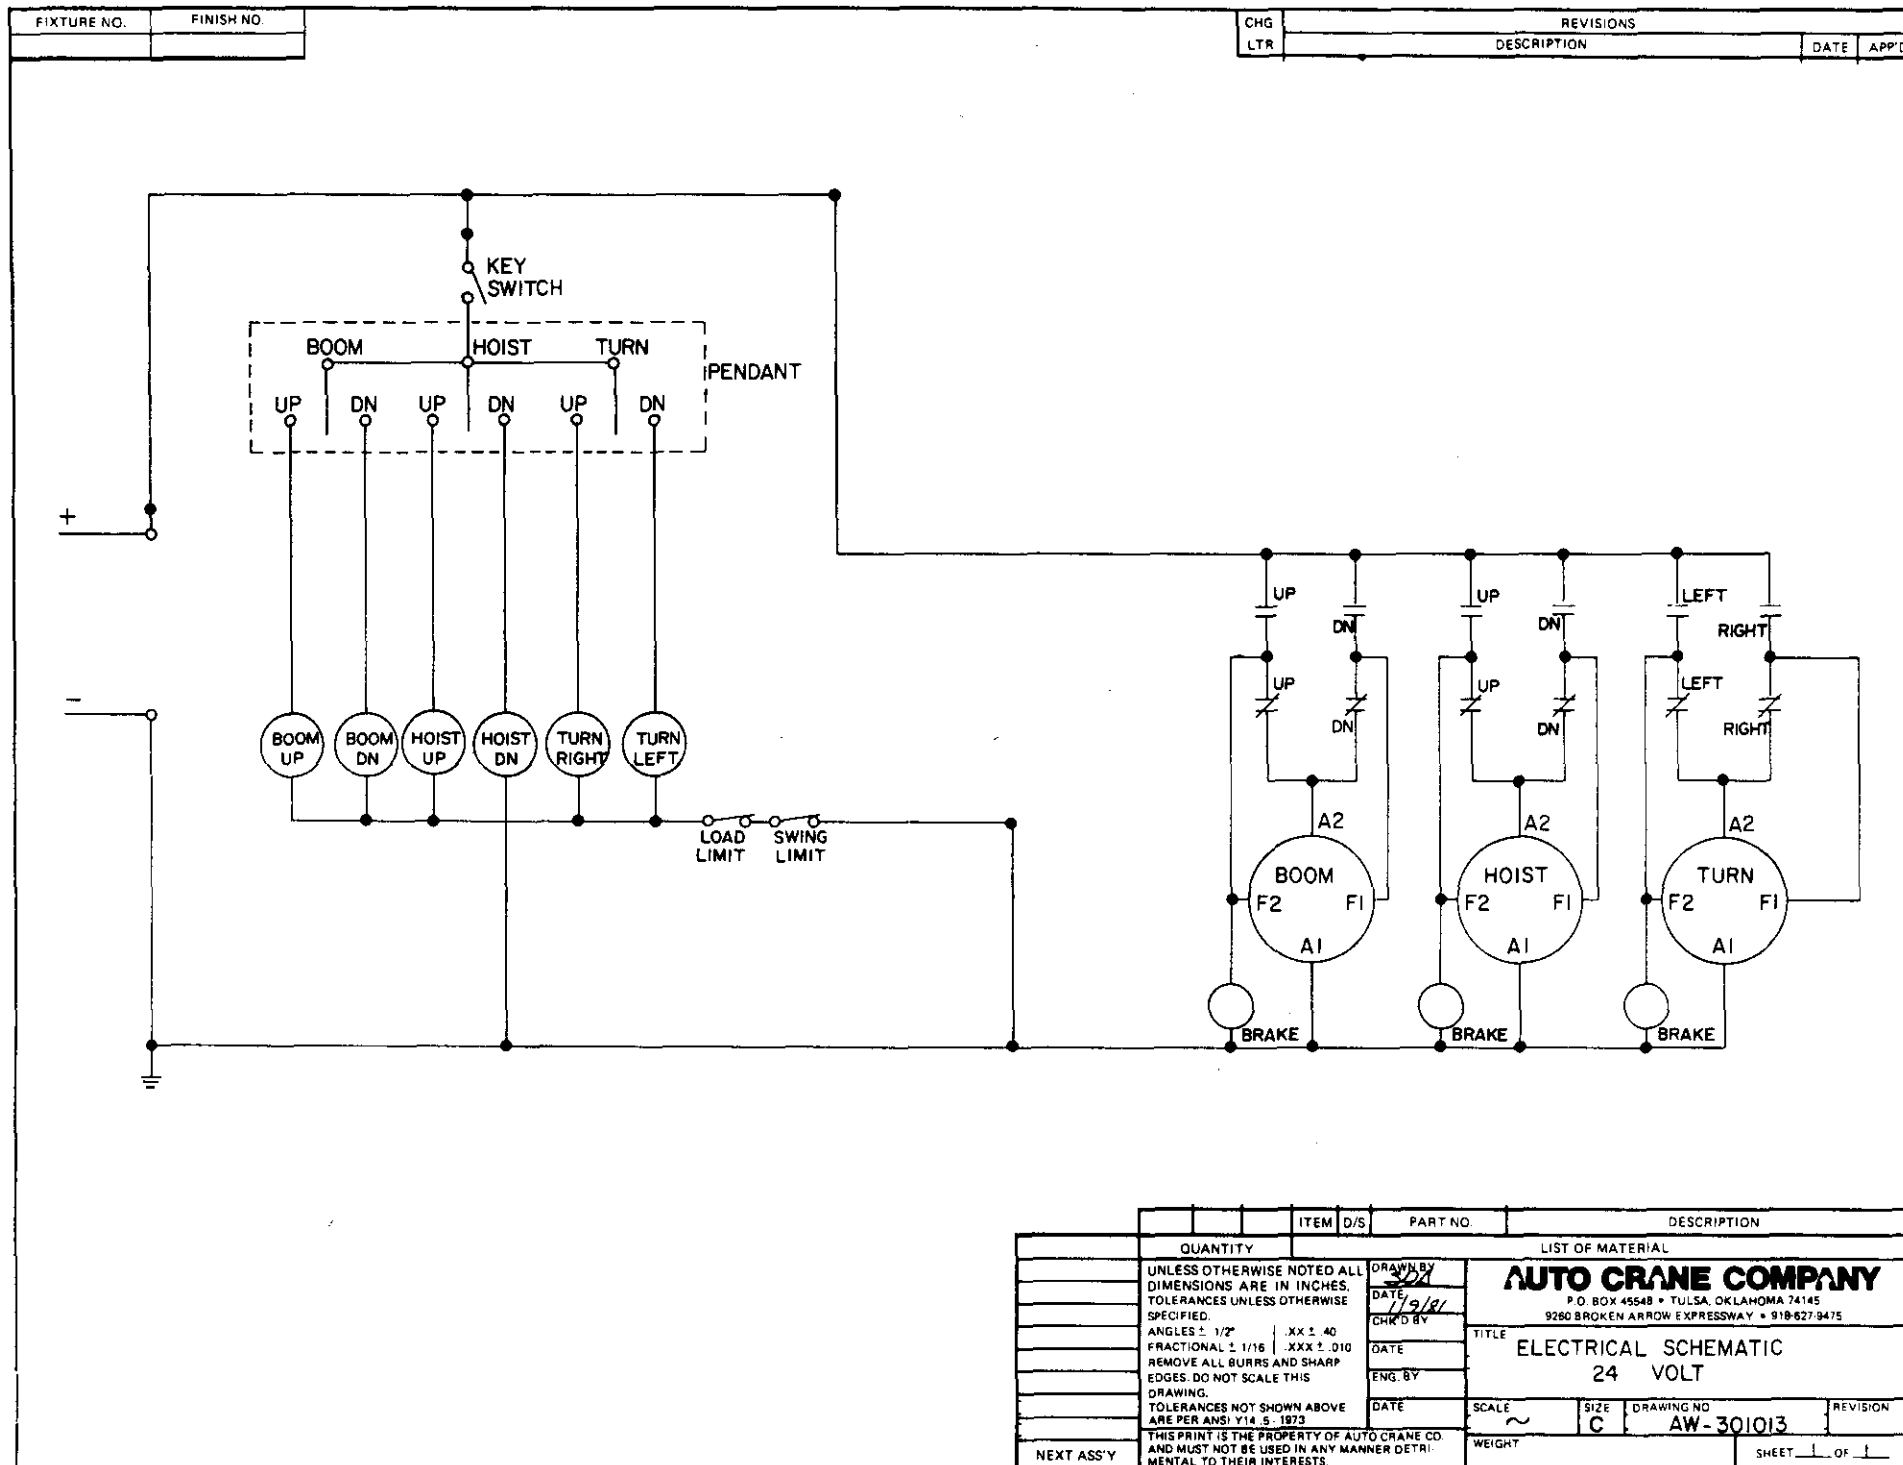 FIXTURE NO. FINISH NO.
CHG LTR REVISIONS
DESCRIPTION DATE APP'D
KEY
SWITCH
BOOM HOIST TURN
PENDANT
UP DN UP DN UP DN
+
−
BOOM UP
BOOM DN
HOIST UP
HOIST DN
TURN RIGHT
TURN LEFT
LOAD LIMIT
SWING LIMIT
UP DN UP DN LEFT RIGHT
UP DN UP DN LEFT RIGHT
A2 A2 A2
BOOM HOIST TURN
F2 F1 F2 F1 F2 F1
A1 A1 A1
BRAKE BRAKE BRAKE
ITEM D/S PART NO. DESCRIPTION
QUANTITY LIST OF MATERIAL
UNLESS OTHERWISE NOTED ALL
DIMENSIONS ARE IN INCHES.
TOLERANCES UNLESS OTHERWISE
SPECIFIED.
ANGLES ± 1/2° .XX ± .40
FRACTIONAL ± 1/16 .XXX ± .010
REMOVE ALL BURRS AND SHARP
EDGES. DO NOT SCALE THIS
DRAWING.
TOLERANCES NOT SHOWN ABOVE
ARE PER ANSI Y14.5-1973
THIS PRINT IS THE PROPERTY OF AUTO CRANE CO.
AND MUST NOT BE USED IN ANY MANNER DETRI-
MENTAL TO THEIR INTERESTS.
NEXT ASS'Y
DRAWN BY
DATE 1/9/81
CHK'D BY
DATE
ENG. BY
DATE
AUTO CRANE COMPANY
P.O. BOX 45548 • TULSA, OKLAHOMA 74145
9260 BROKEN ARROW EXPRESSWAY • 918-627-9475
TITLE
ELECTRICAL SCHEMATIC
24 VOLT
SCALE ~ SIZE C DRAWING NO AW-301013 REVISION
WEIGHT SHEET 1 OF 1